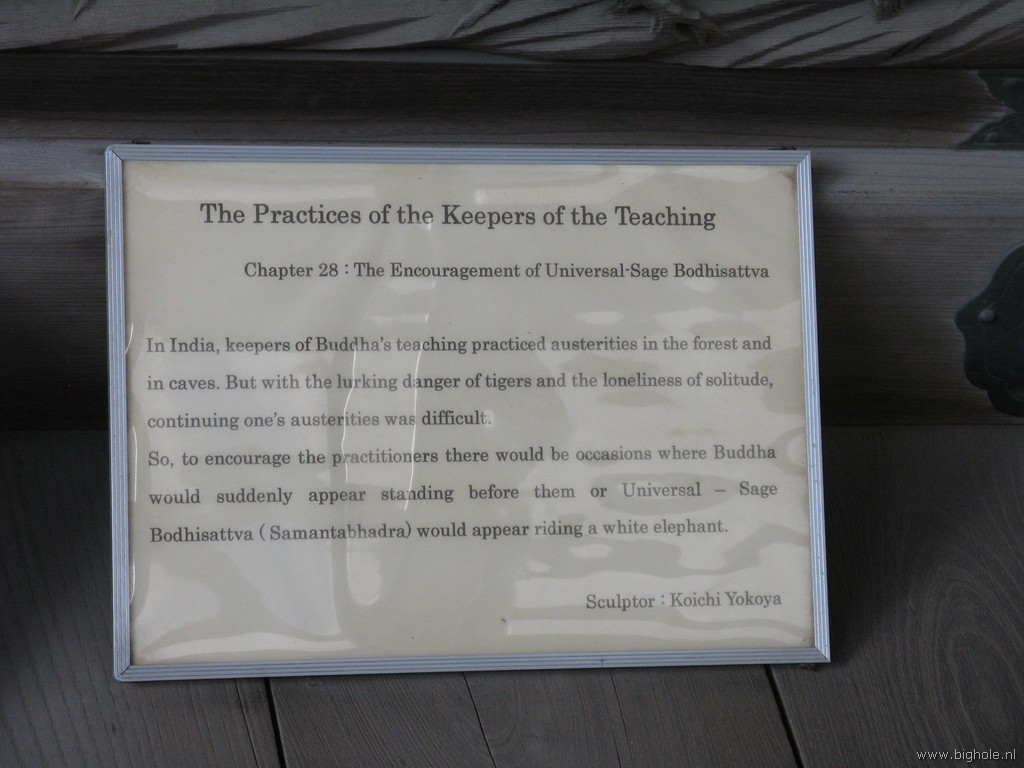 The Practices of the Keepers of the Teaching
Chapter 28 : The Encouragement of Universal-Sage Bodhisattva
In India, keepers of Buddha's teaching practiced austerities in the forest and
in caves. But with the lurking danger of tigers and the loneliness of solitude,
continuing one's austerities was difficult.
So, to encourage the practitioners there would be occasions where Buddha
would suddenly appear standing before them or Universal – Sage
Bodhisattva ( Samantabhadra) would appear riding a white elephant.
Sculptor : Koichi Yokoya
www.bighole.nl